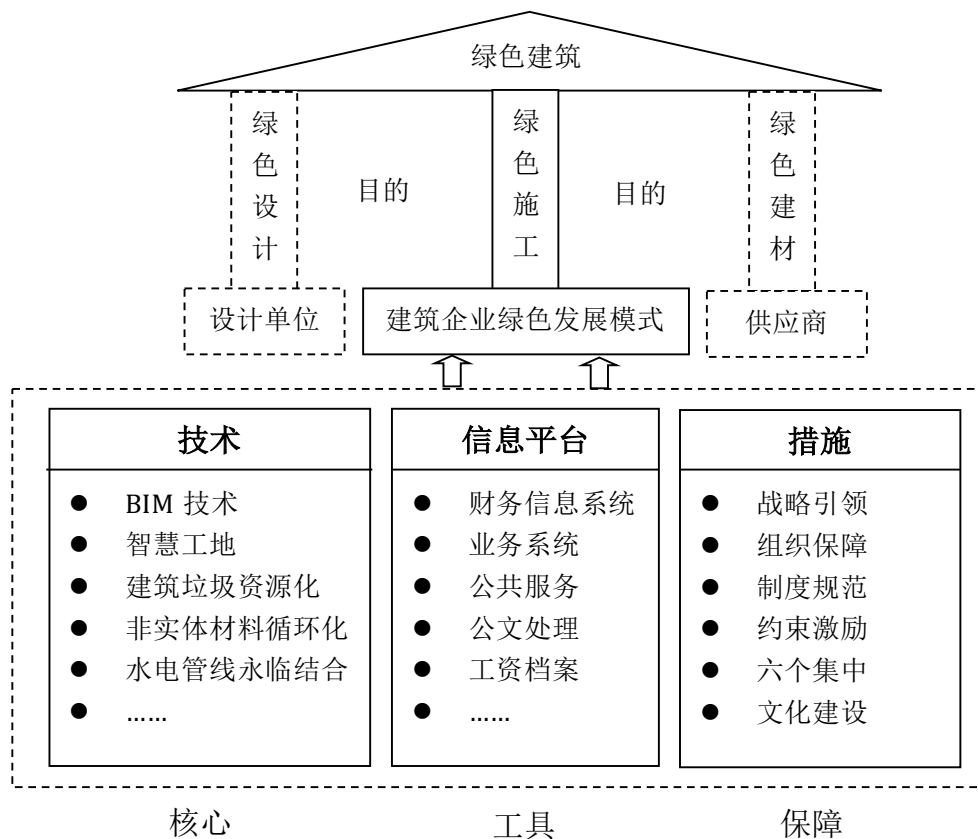 绿色建筑
绿色设计
目的
绿色施工
目的
绿色建材
设计单位
建筑企业绿色发展模式
供应商
技术
● BIM 技术
● 智慧工地
● 建筑垃圾资源化
● 非实体材料循环化
● 水电管线永临结合
● ……
信息平台
● 财务信息系统
● 业务系统
● 公共服务
● 公文处理
● 工资档案
● ……
措施
● 战略引领
● 组织保障
● 制度规范
● 约束激励
● 六个集中
● 文化建设
核心
工具
保障